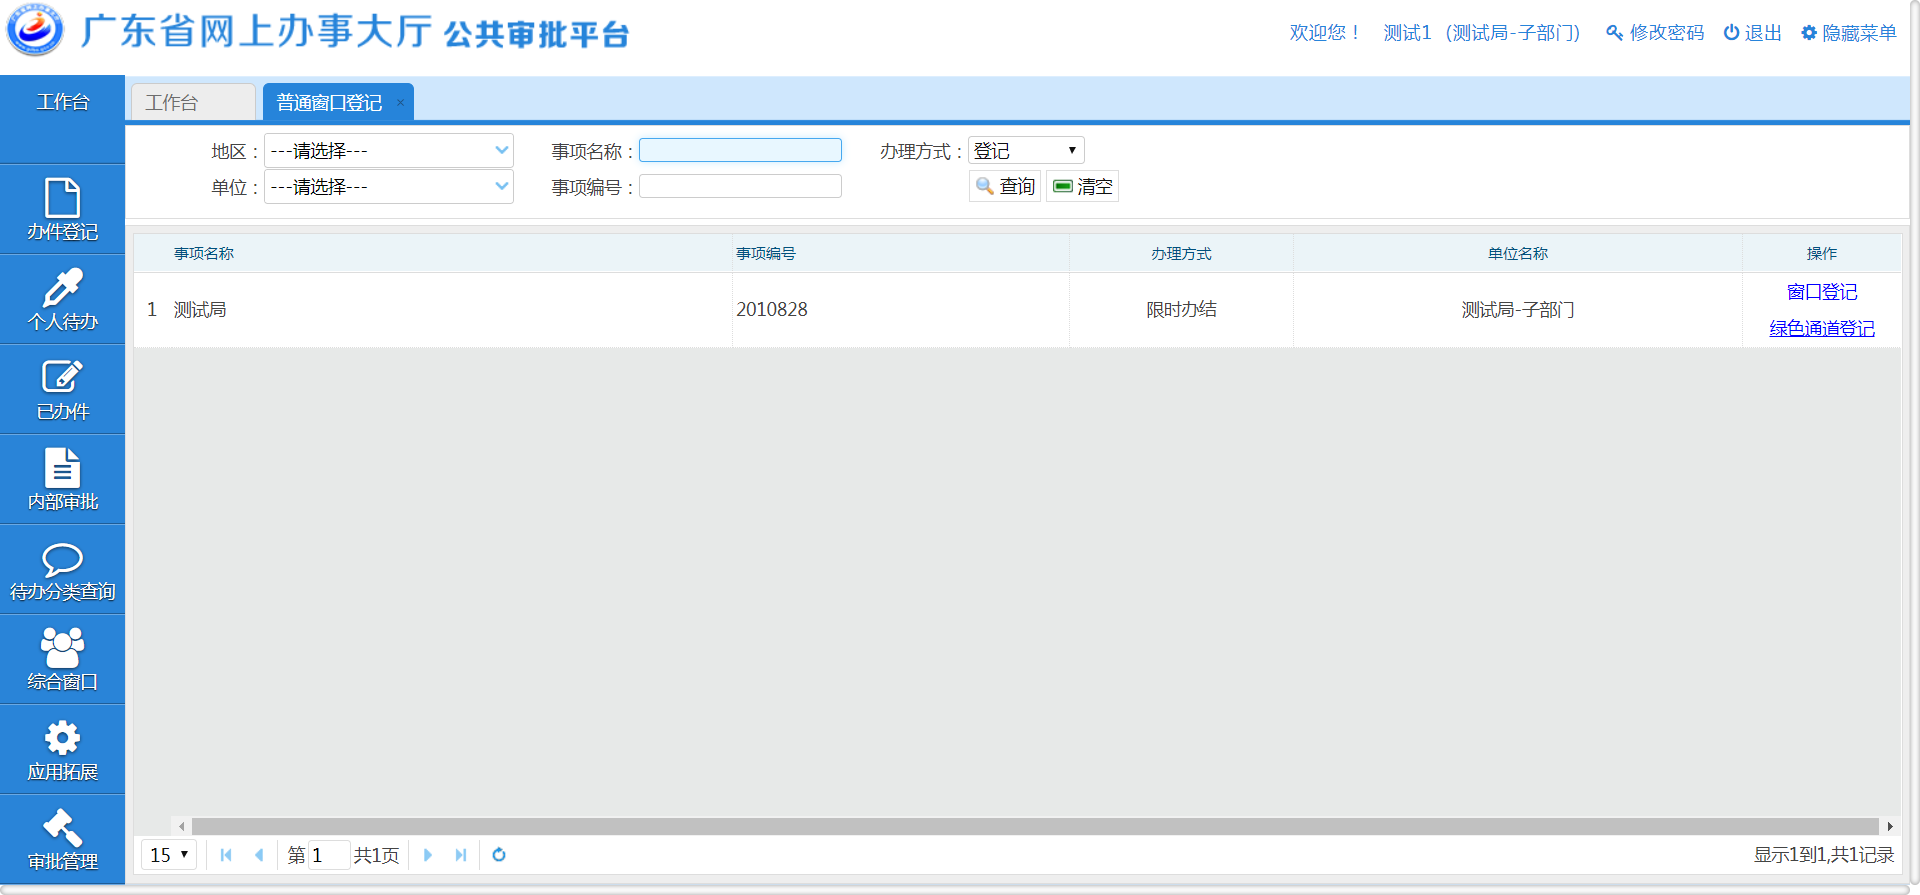 广东省网上办事大厅 公共审批平台
欢迎您！ 测试1 (测试局-子部门) 修改密码 退出 隐藏菜单
工作台
办件登记
个人待办
已办件
内部审批
待办分类查询
综合窗口
应用拓展
审批管理
工作台 普通窗口登记 ×
地区： ---请选择--- 事项名称： 办理方式： 登记
单位： ---请选择--- 事项编号： 查询 清空
事项名称 事项编号 办理方式 单位名称 操作
1 测试局 2010828 限时办结 测试局-子部门 窗口登记
绿色通道登记
15 第 1 共1页 显示1到1,共1记录